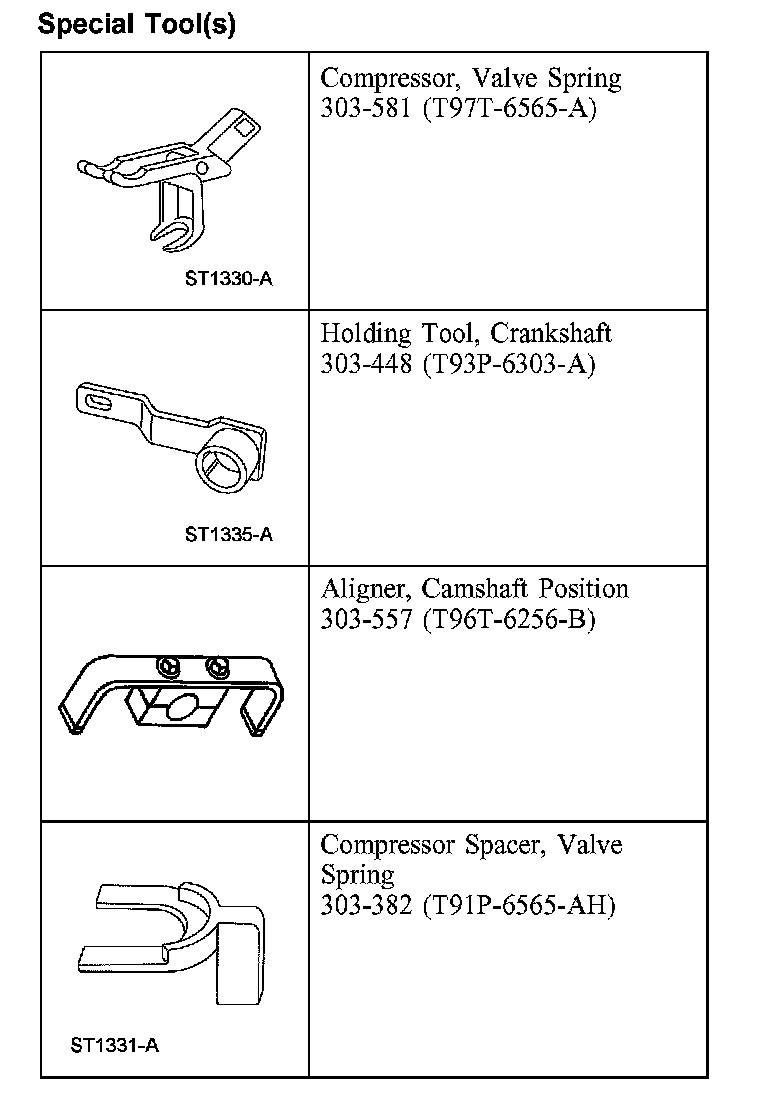 Special Tool(s)
Compressor, Valve Spring
303-581 (T97T-6565-A)
ST1330-A
Holding Tool, Crankshaft
303-448 (T93P-6303-A)
ST1335-A
Aligner, Camshaft Position
303-557 (T96T-6256-B)
Compressor Spacer, Valve
Spring
303-382 (T91P-6565-AH)
ST1331-A